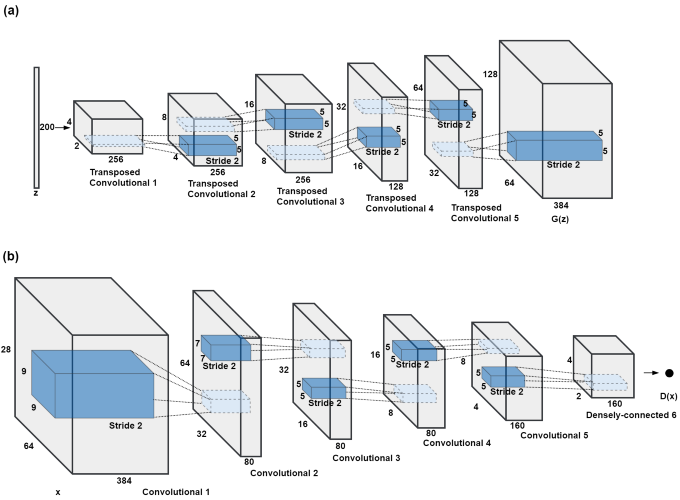 (a)
200
4
2
256
Transposed
Convolutional 1
8
4
5
5
Stride 2
256
Transposed
Convolutional 2
16
8
5
5
Stride 2
256
Transposed
Convolutional 3
32
16
5
5
Stride 2
128
Transposed
Convolutional 4
64
32
5
5
Stride 2
128
Transposed
Convolutional 5
128
64
5
5
Stride 2
384
G(z)
z
(b)
28
64
9
9
Stride 2
384
x
Convolutional 1
64
32
7
7
Stride 2
80
Convolutional 2
32
16
5
5
Stride 2
80
Convolutional 3
16
8
5
5
Stride 2
80
Convolutional 4
8
4
5
5
Stride 2
160
Convolutional 5
4
2
160
Densely-connected 6
D(x)